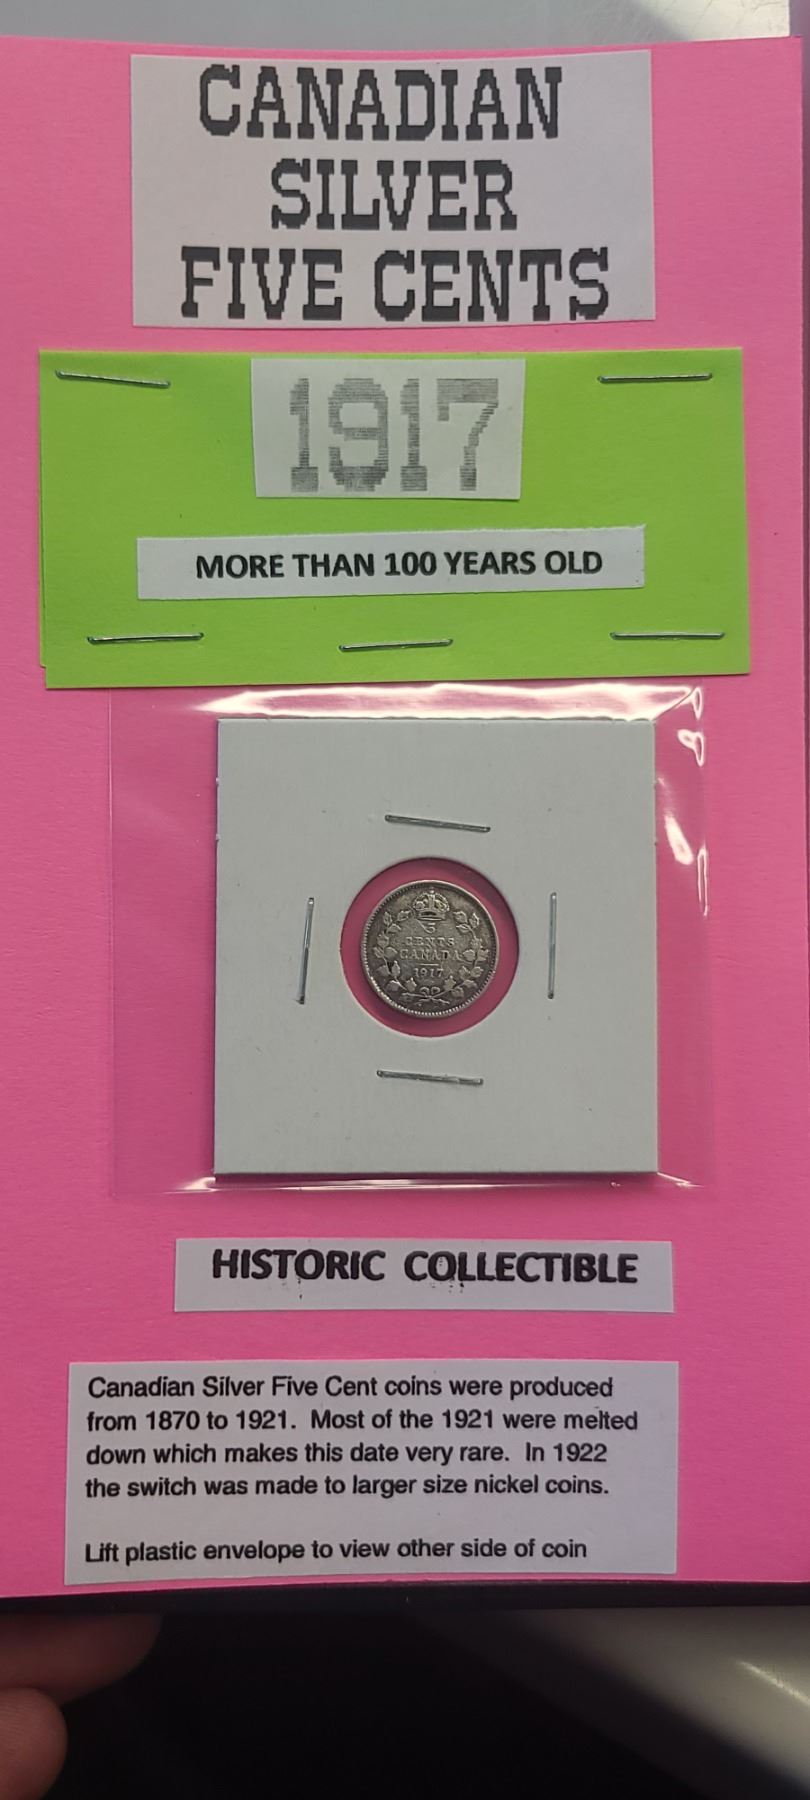 CANADIAN
SILVER
FIVE CENTS
1917
MORE THAN 100 YEARS OLD
5
CENTS
CANADA
1917
HISTORIC COLLECTIBLE
Canadian Silver Five Cent coins were produced
from 1870 to 1921. Most of the 1921 were melted
down which makes this date very rare. In 1922
the switch was made to larger size nickel coins.
Lift plastic envelope to view other side of coin